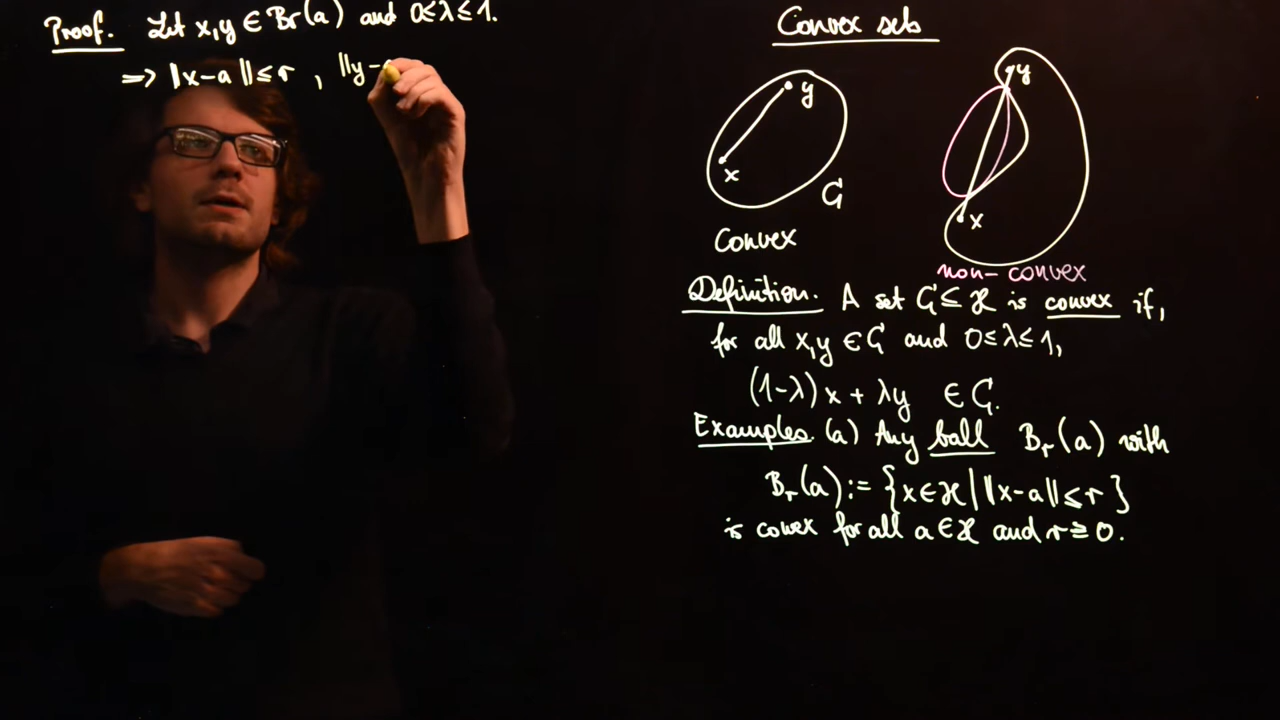 Proof. Let x,y ∈ Br(a) and 0≤λ≤1.
=> ||x-a||≤r , ||y-
Convex sets
y
x
G
Convex
y
x
non-convex
Definition. A set G ⊆ ℋ is convex if,
for all x,y ∈ G and 0≤λ≤1,
(1-λ)x + λy ∈ G.
Examples. (a) Any ball Br(a) with
Br(a) := {x∈ℋ | ||x-a||≤r}
is covex for all a∈ℋ and r≥0.